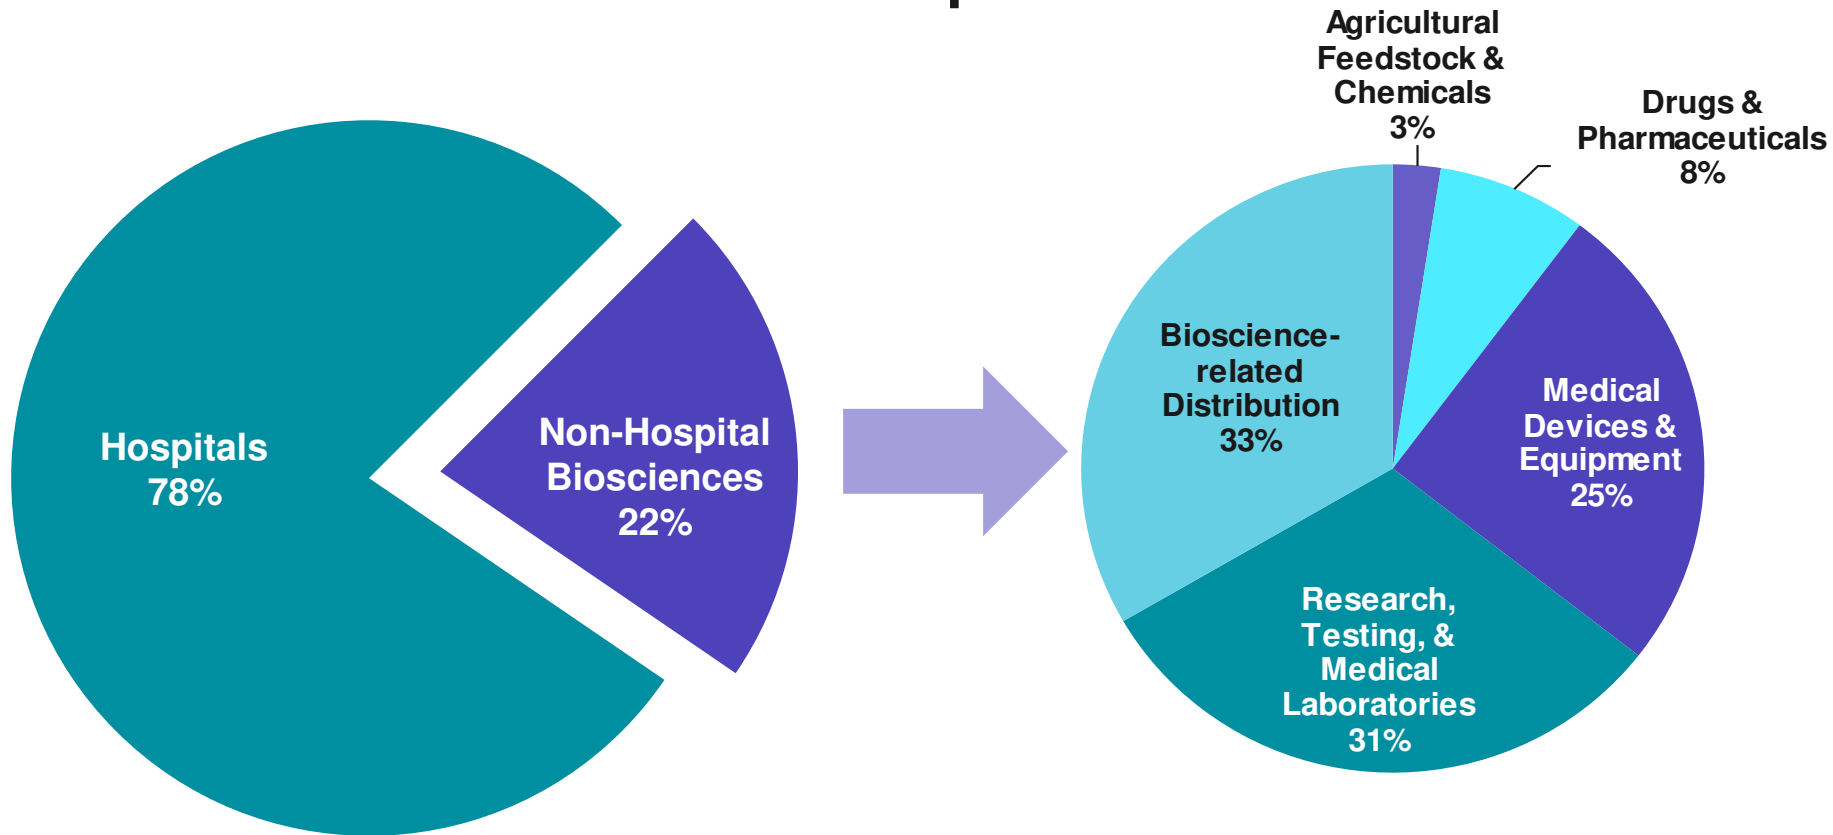 Hospitals
78%
Non-Hospital
Biosciences
22%
Agricultural
Feedstock &
Chemicals
3%
Drugs &
Pharmaceuticals
8%
Medical
Devices &
Equipment
25%
Research,
Testing, &
Medical
Laboratories
31%
Bioscience-
related
Distribution
33%